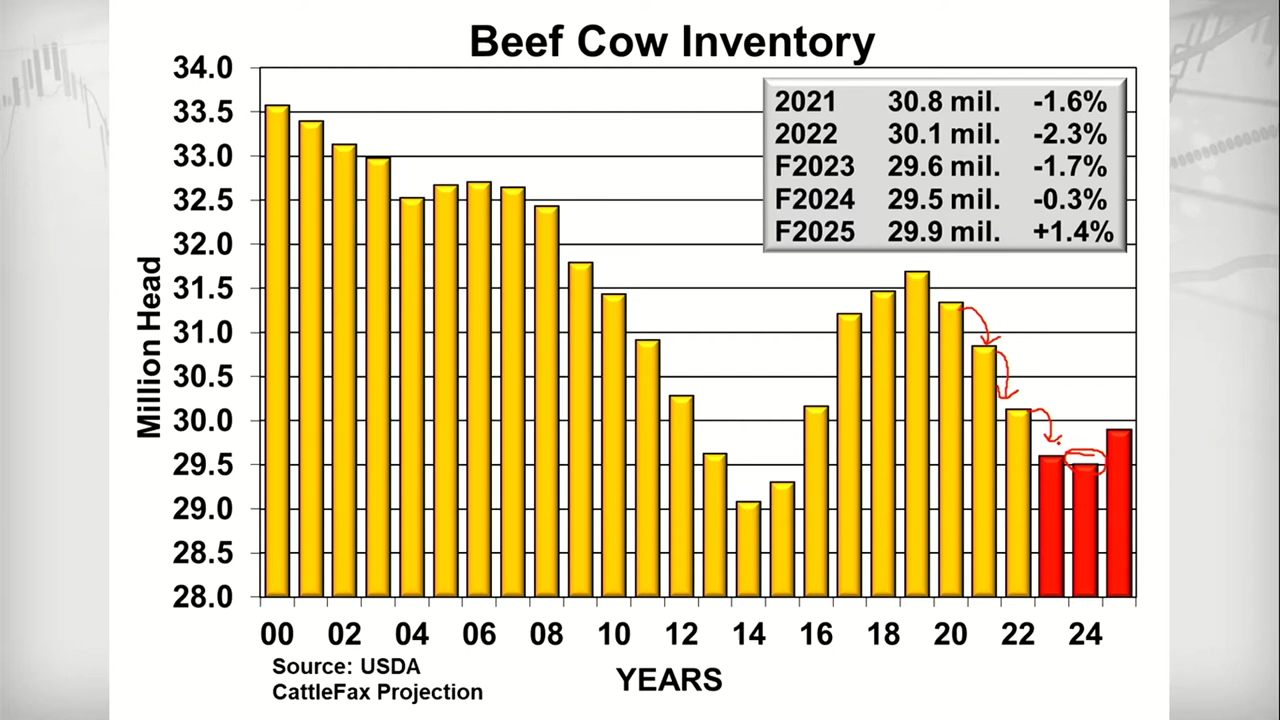 Beef Cow Inventory
34.0
33.5
33.0
32.5
32.0
31.5
31.0
30.5
30.0
29.5
29.0
28.5
28.0
Million Head
2021 30.8 mil. -1.6%
2022 30.1 mil. -2.3%
F2023 29.6 mil. -1.7%
F2024 29.5 mil. -0.3%
F2025 29.9 mil. +1.4%
00 02 04 06 08 10 12 14 16 18 20 22 24
Source: USDA
CattleFax Projection
YEARS